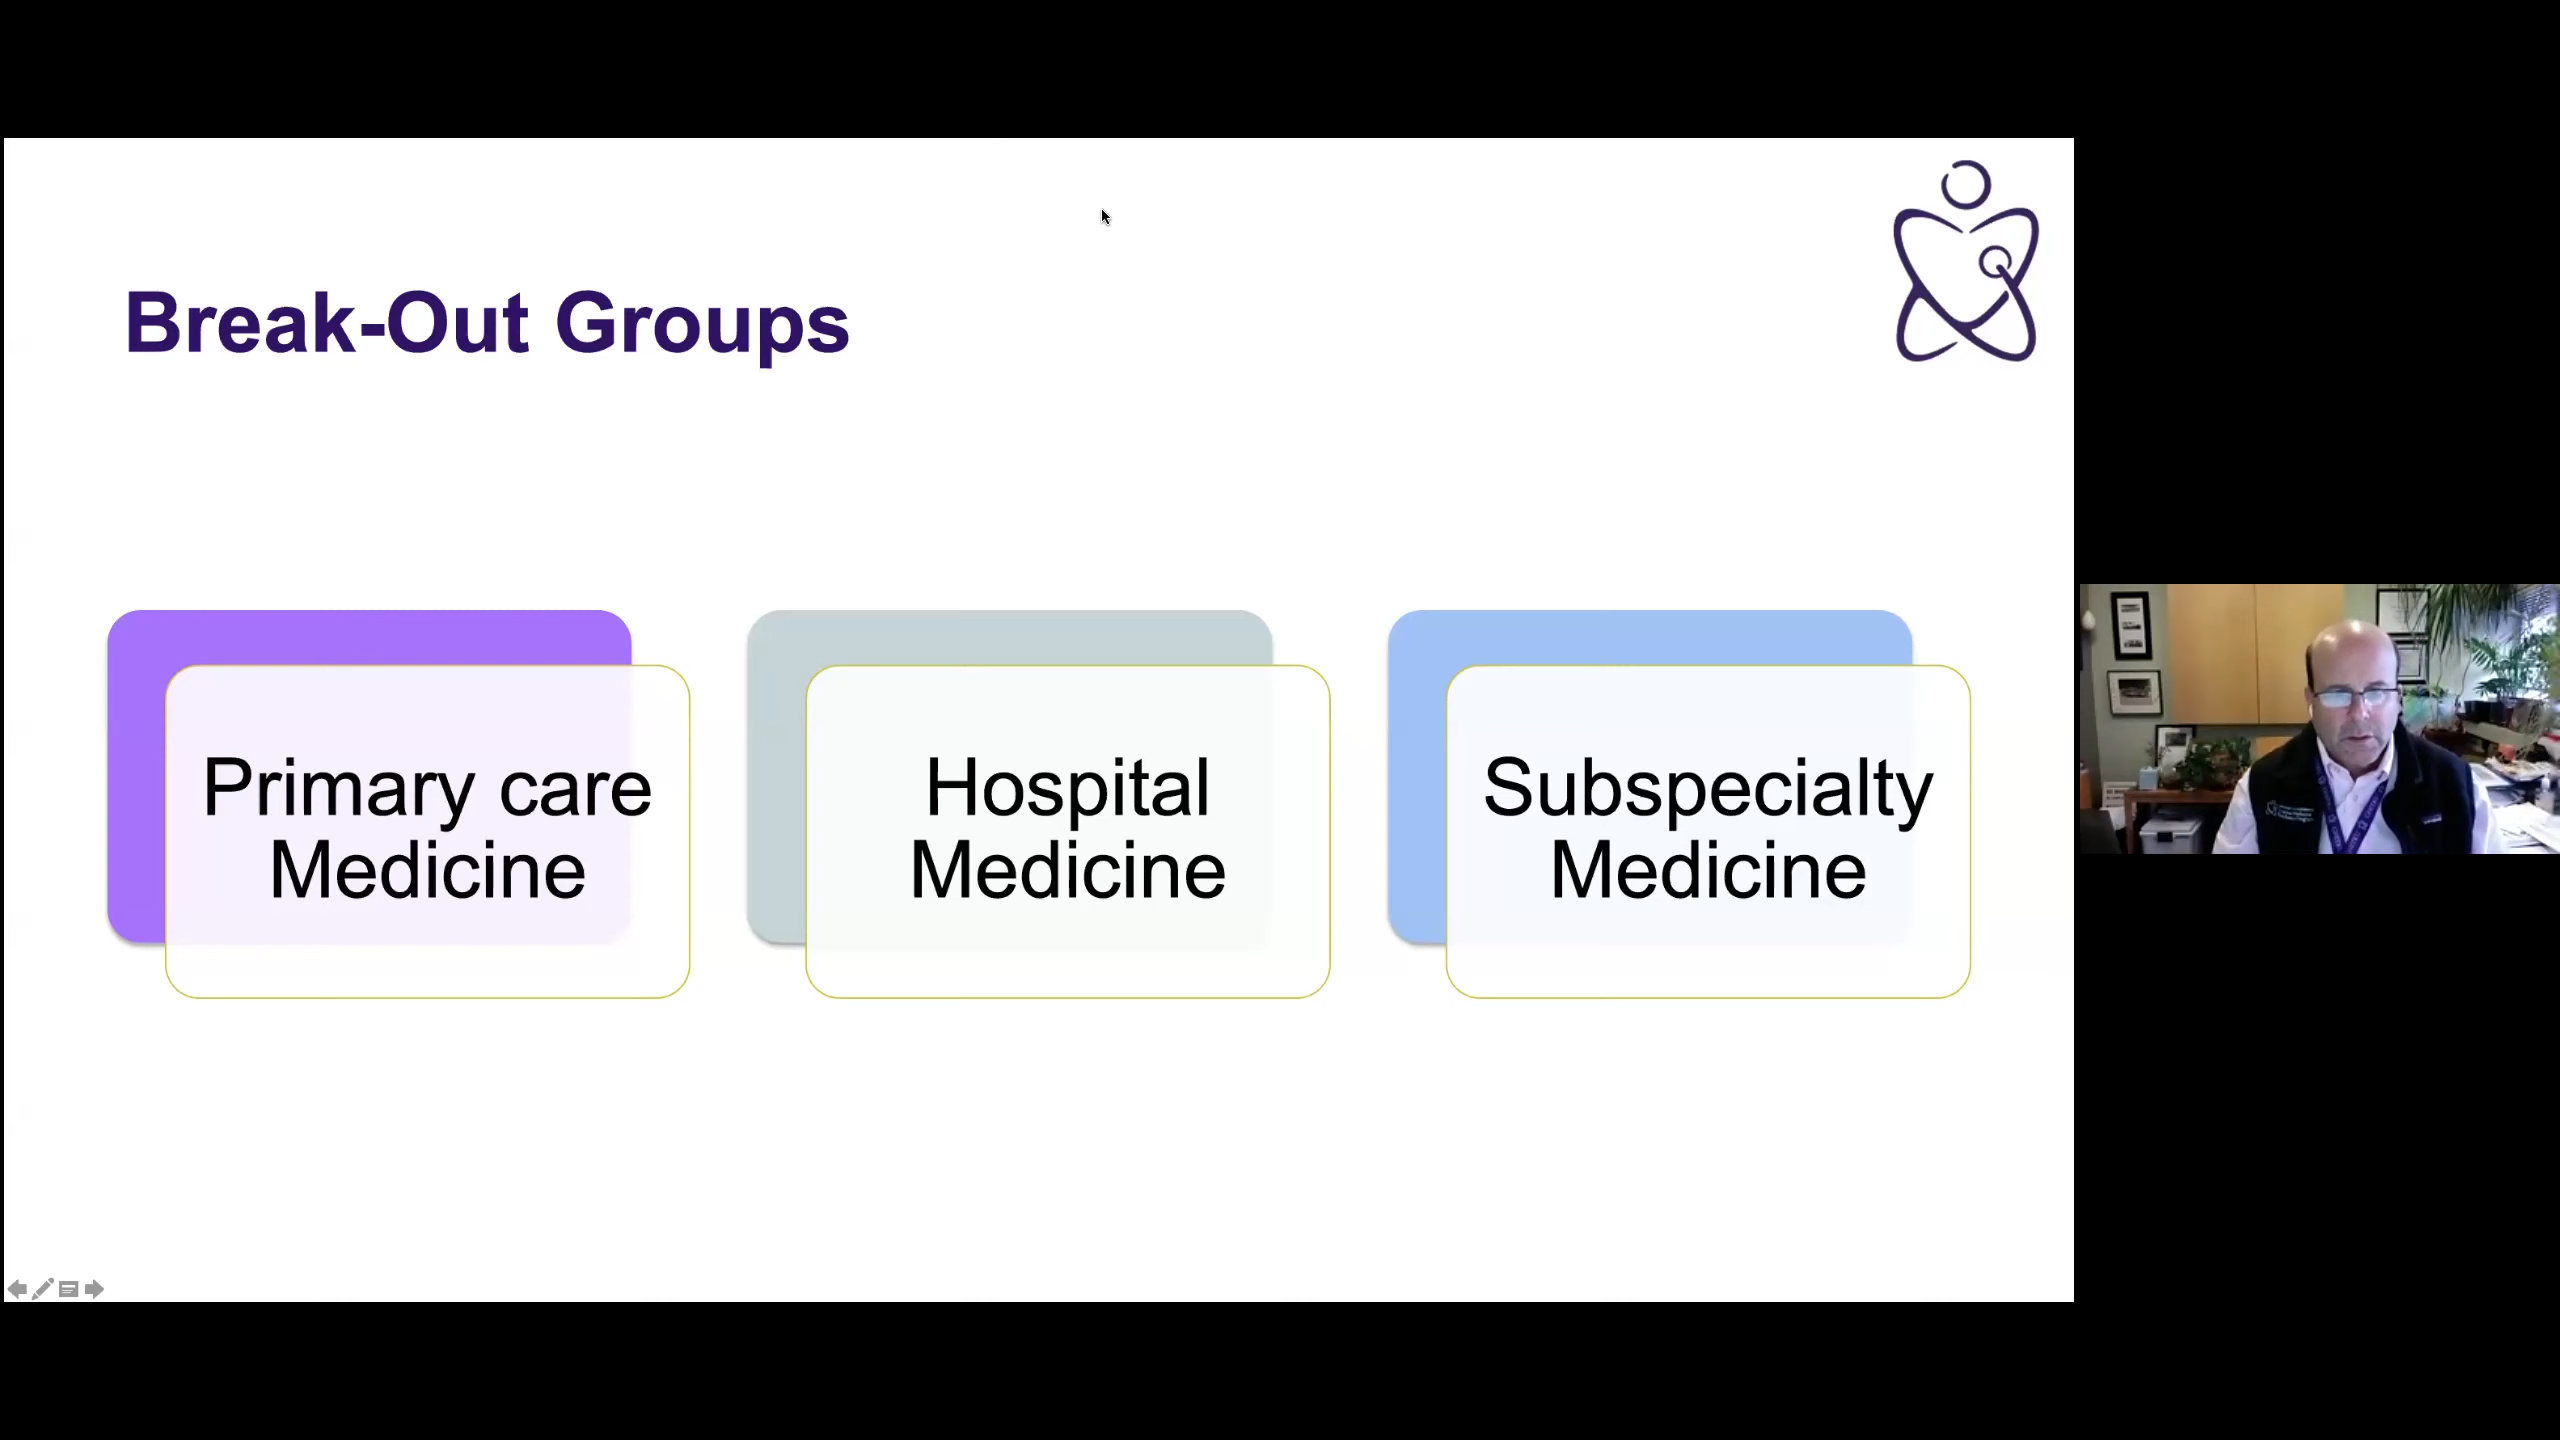 Break-Out Groups
Primary care
Medicine
Hospital
Medicine
Subspecialty
Medicine